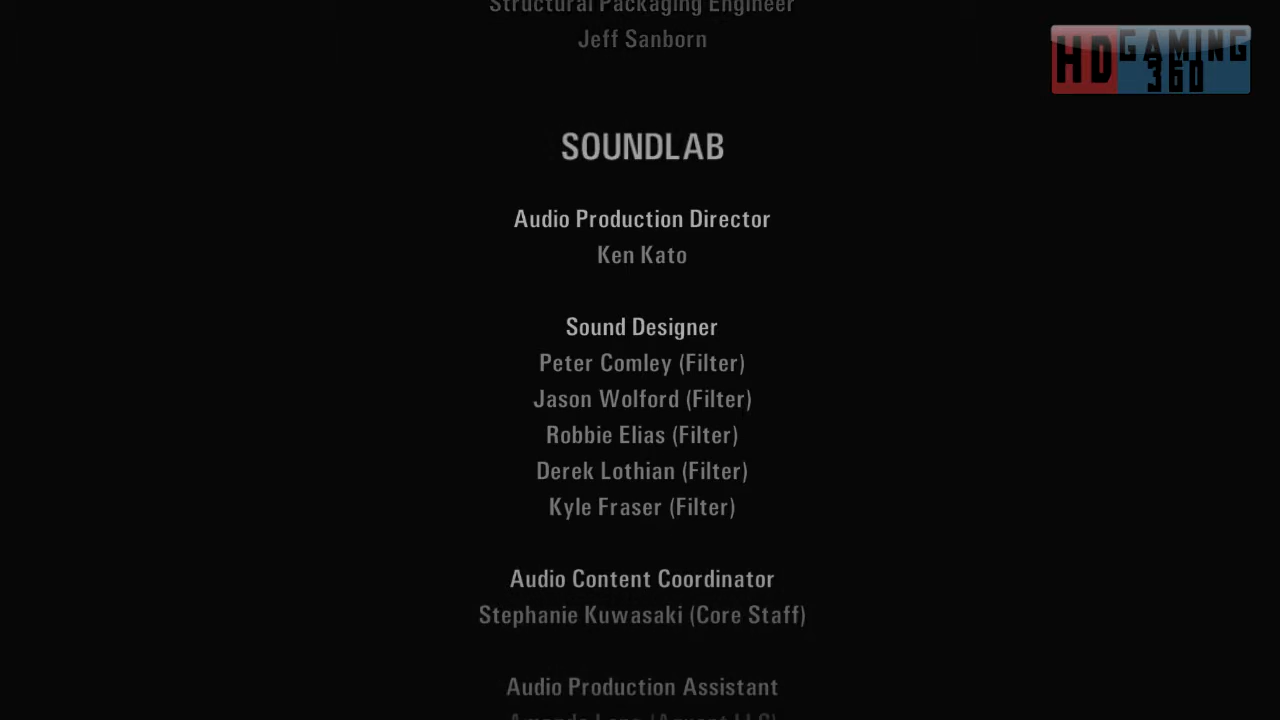 Structural Packaging Engineer
Jeff Sanborn
HD GAMING
360
SOUNDLAB
Audio Production Director
Ken Kato
Sound Designer
Peter Comley (Filter)
Jason Wolford (Filter)
Robbie Elias (Filter)
Derek Lothian (Filter)
Kyle Fraser (Filter)
Audio Content Coordinator
Stephanie Kuwasaki (Core Staff)
Audio Production Assistant